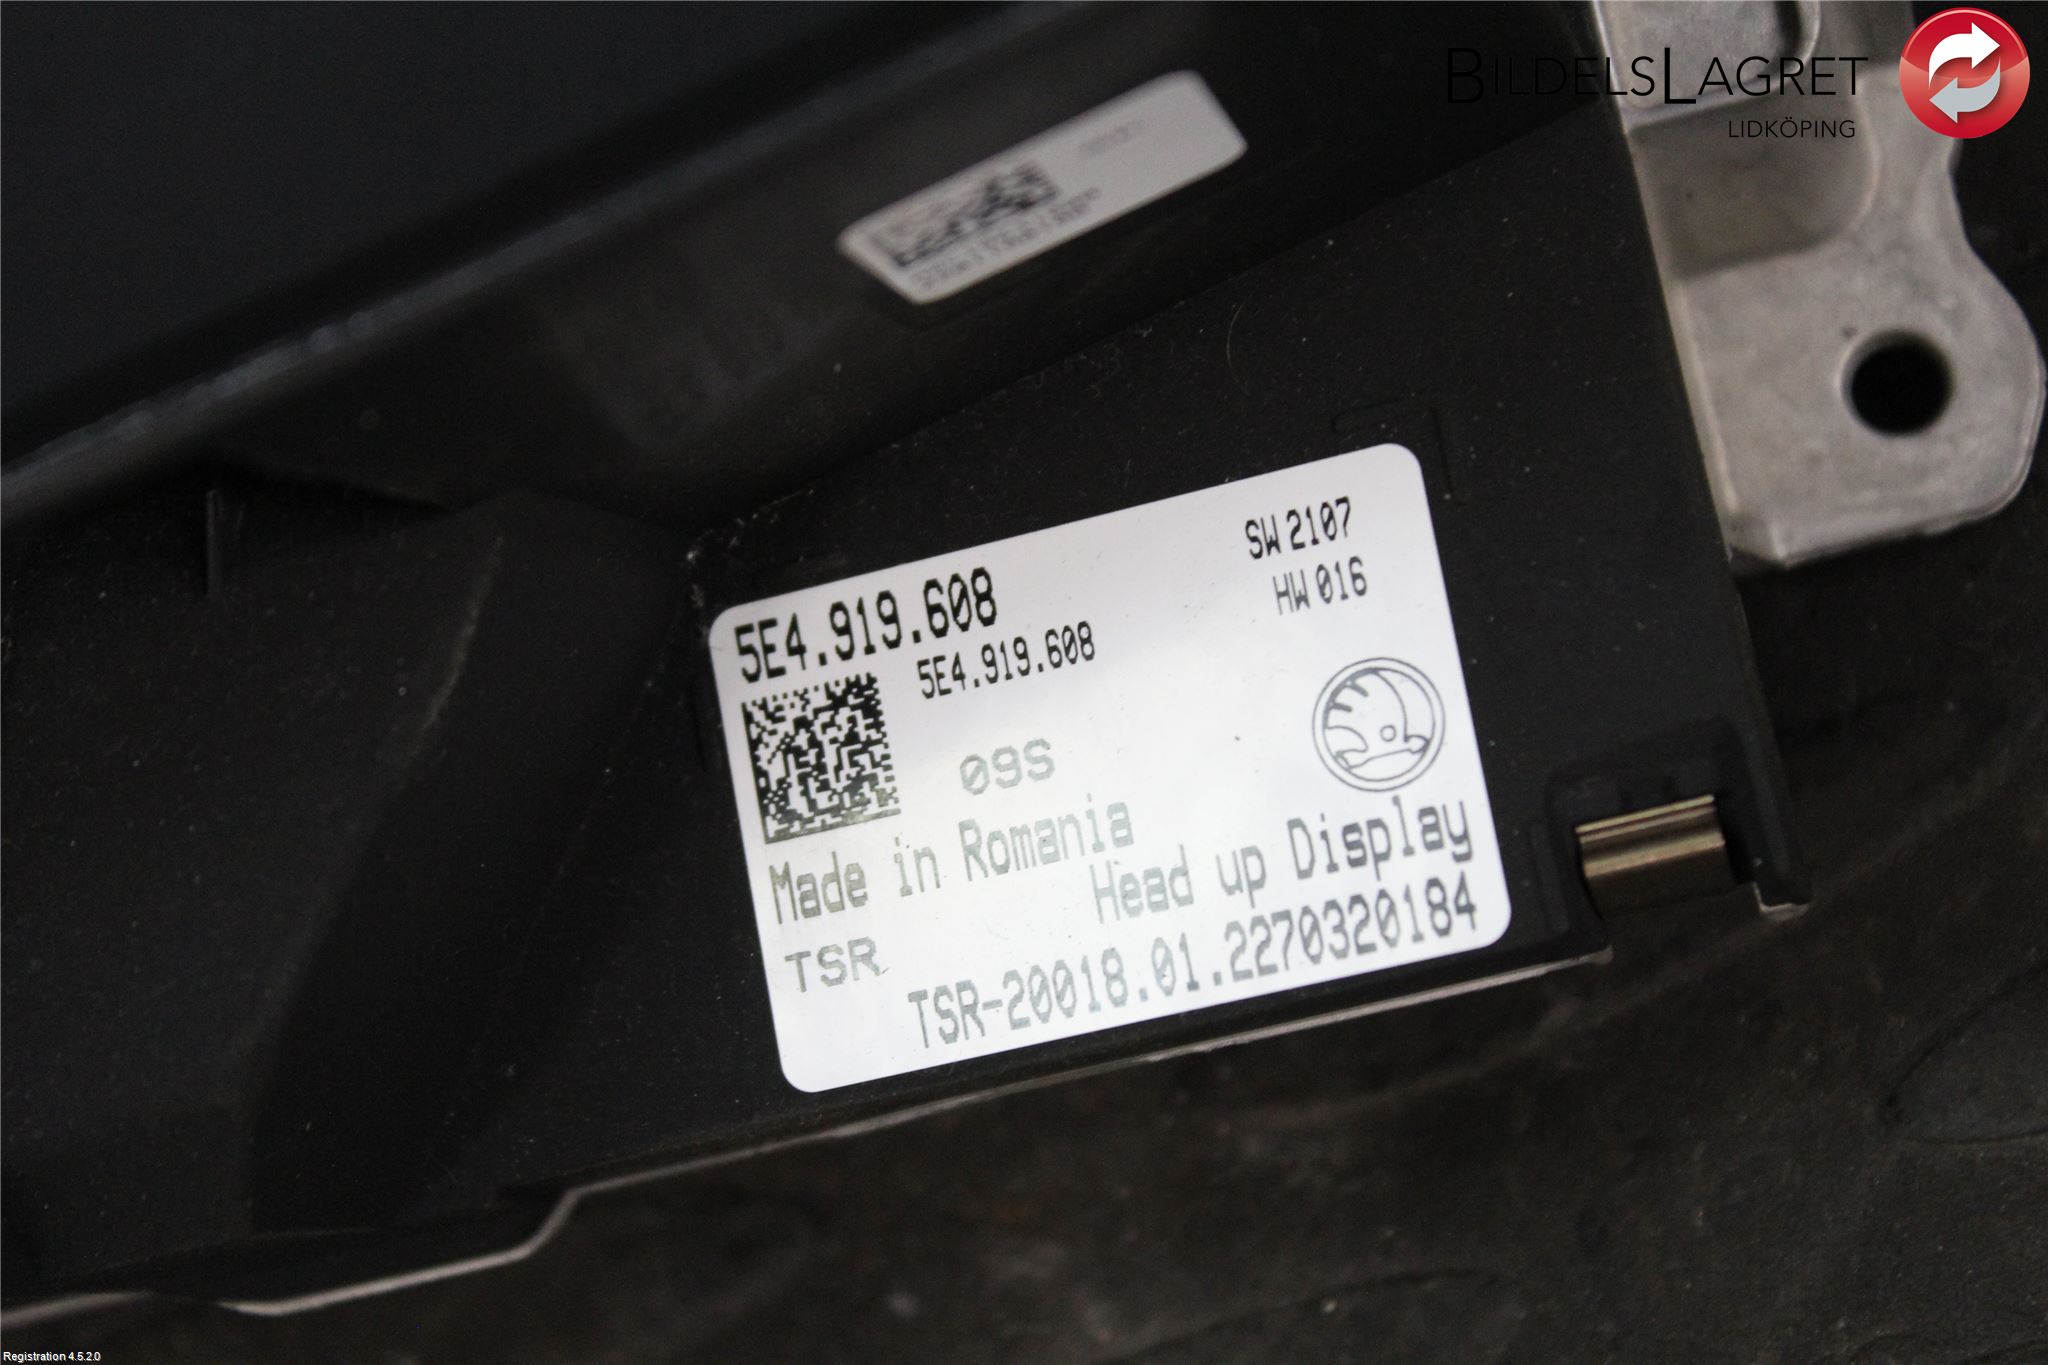 BILDELSLAGRET
LIDKÖPING
SW 2107
HW 016
5E4.919.608
5E4.919.608
09S
Made in Romania
Head up Display
TSR
TSR-20018.01.2270320184
Registration 4.5.2.0